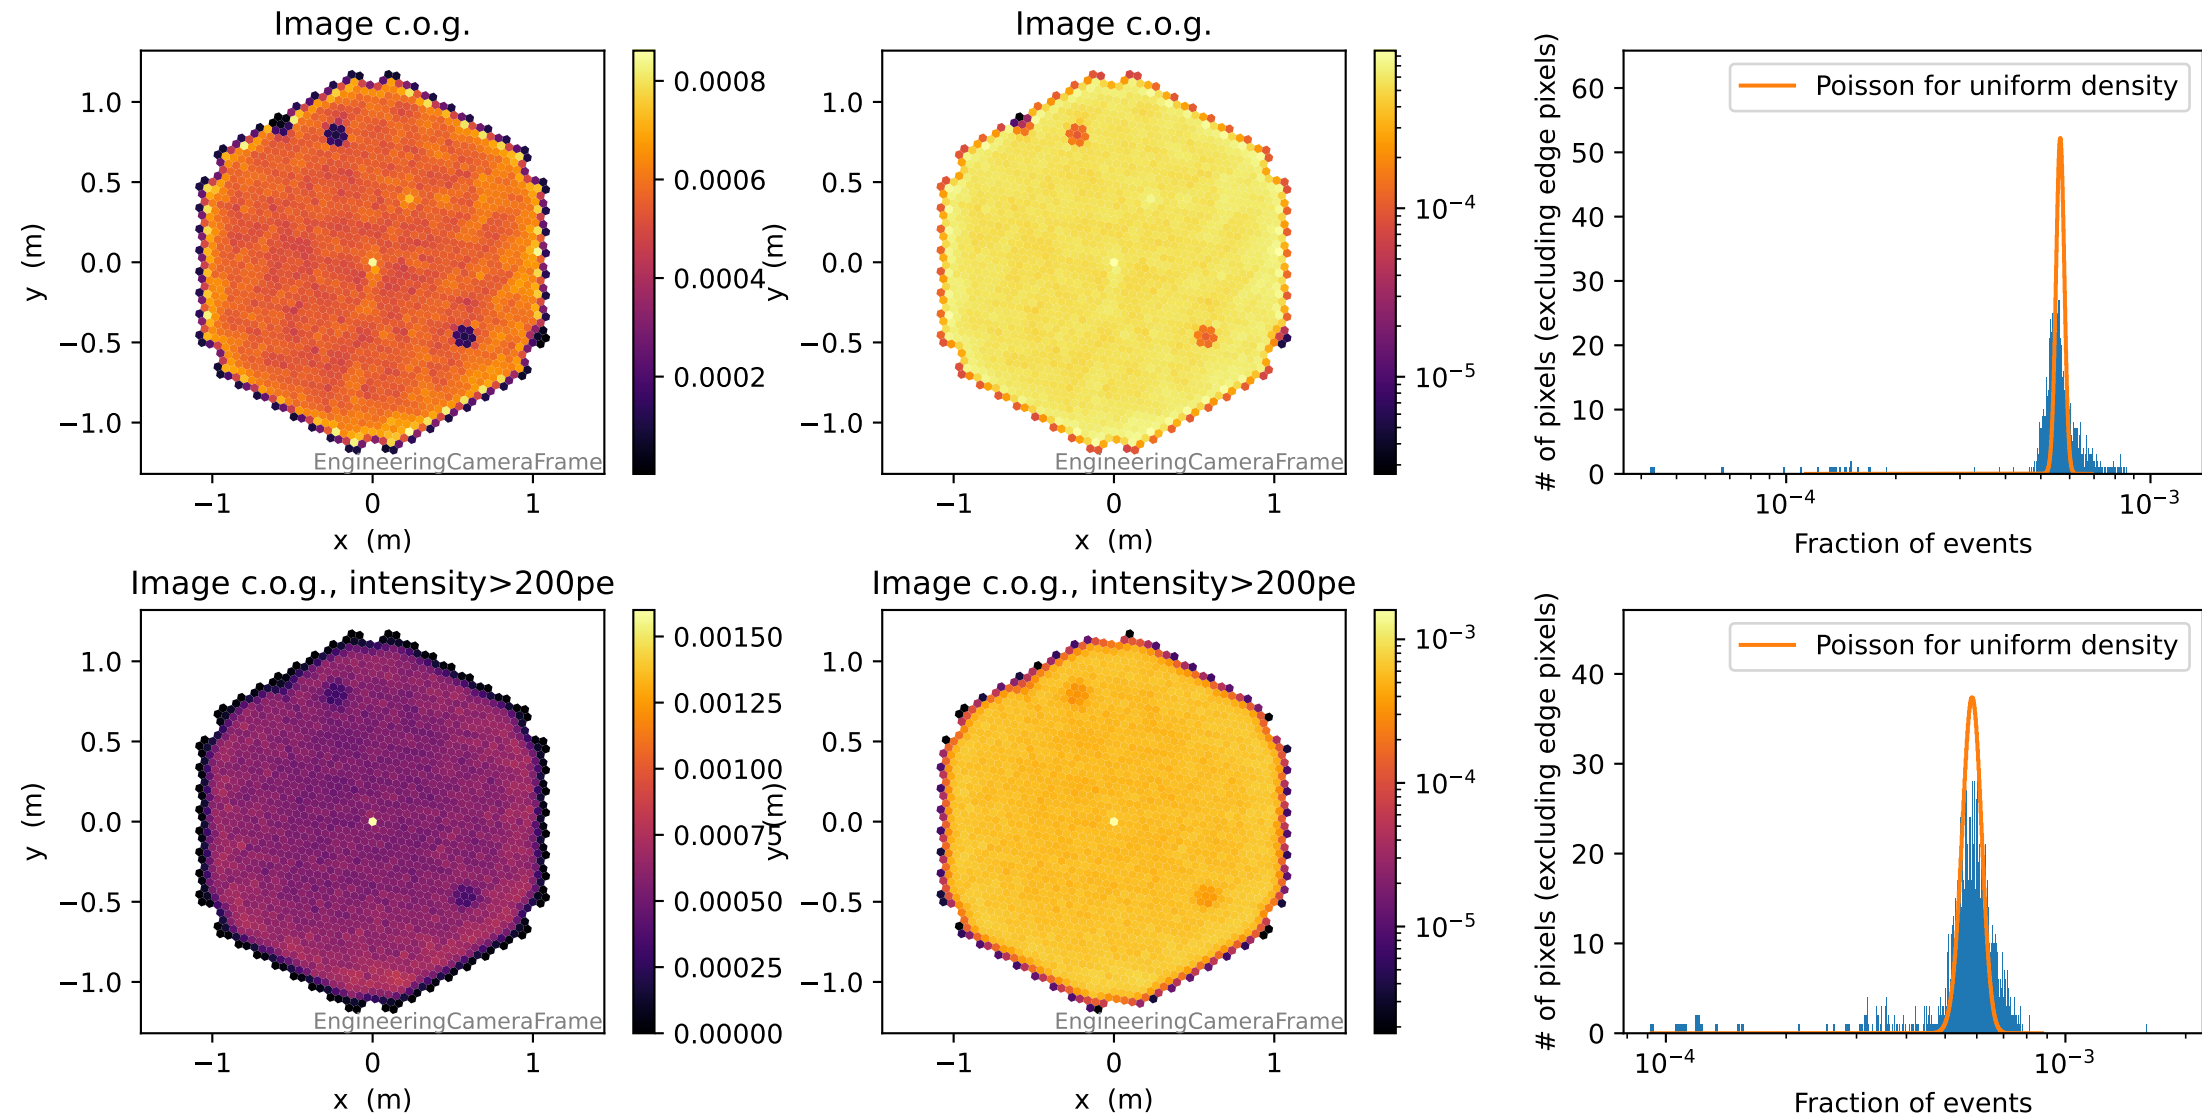 Image c.o.g.
1.0
0.5
0.0
−0.5
−1.0
y (m)
−1 0 1
x (m)
EngineeringCameraFrame
0.0008
0.0006
0.0004
0.0002
Image c.o.g.
1.0
0.5
0.0
−0.5
−1.0
y (m)
−1 0 1
x (m)
EngineeringCameraFrame
10⁻⁴
10⁻⁵
# of pixels (excluding edge pixels)
60
50
40
30
20
10
0
Poisson for uniform density
10⁻⁴ 10⁻³
Fraction of events
Image c.o.g., intensity>200pe
1.0
0.5
0.0
−0.5
−1.0
y (m)
−1 0 1
x (m)
EngineeringCameraFrame
0.00150
0.00125
0.00100
0.00075
0.00050
0.00025
0.00000
Image c.o.g., intensity>200pe
1.0
0.5
0.0
−0.5
−1.0
y (m)
−1 0 1
x (m)
EngineeringCameraFrame
10⁻³
10⁻⁴
10⁻⁵
# of pixels (excluding edge pixels)
40
30
20
10
0
Poisson for uniform density
10⁻⁴ 10⁻³
Fraction of events